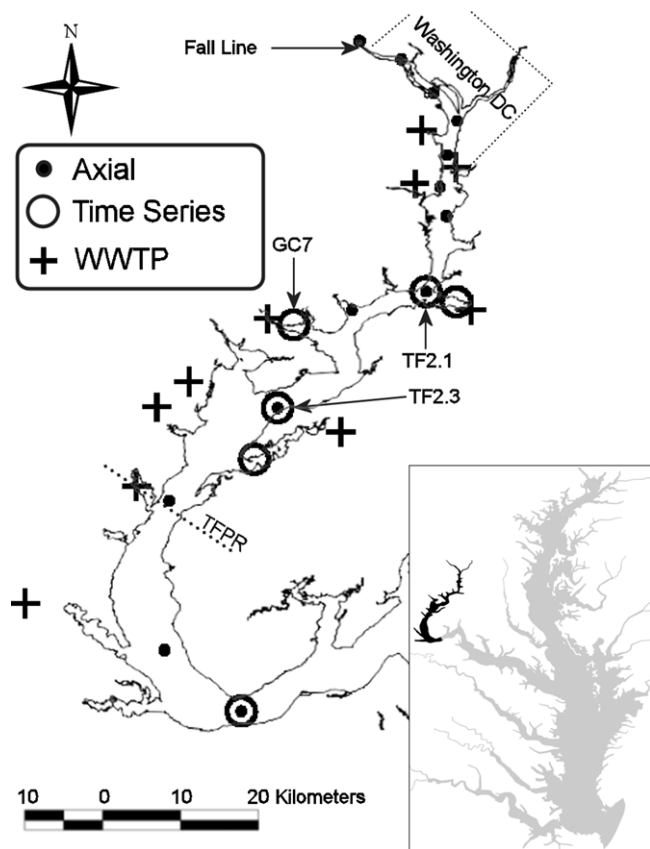 N
Fall Line
Washington DC
Axial
Time Series
WWTP
GC7
TF2.1
TF2.3
TFPR
10 0 10 20 Kilometers